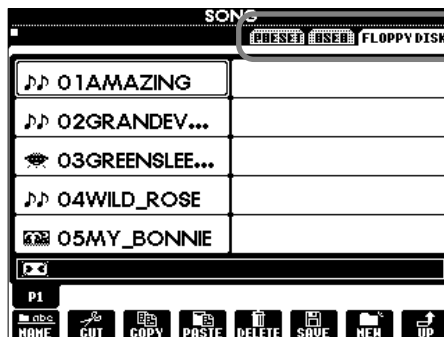 SONG
PRESET USER FLOPPY DISK
01AMAZING
02GRANDEV...
03GREENSLEE...
04WILD_ROSE
05MY_BONNIE
P1
abc
NAME CUT COPY PASTE DELETE SAVE NEW UP